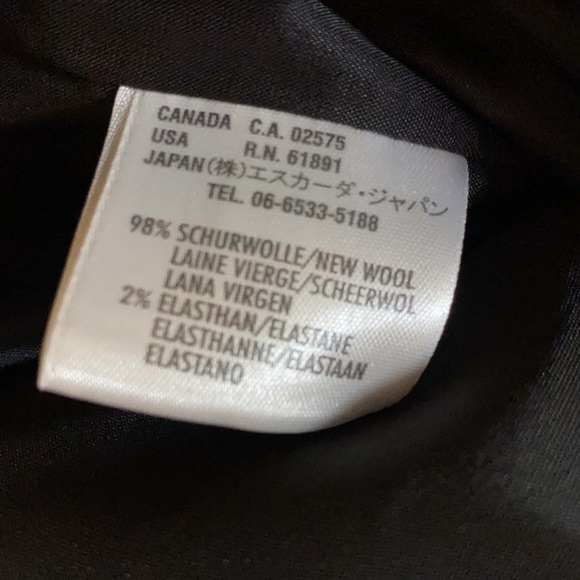 CANADA C.A. 02575
USA R.N. 61891
JAPAN(株)エスカーダ・ジャパン
TEL. 06-6533-5188
98% SCHURWOLLE/NEW WOOL
LAINE VIERGE/SCHEERWOL
LANA VIRGEN
2% ELASTHAN/ELASTANE
ELASTHANNE/ELASTAAN
ELASTANO